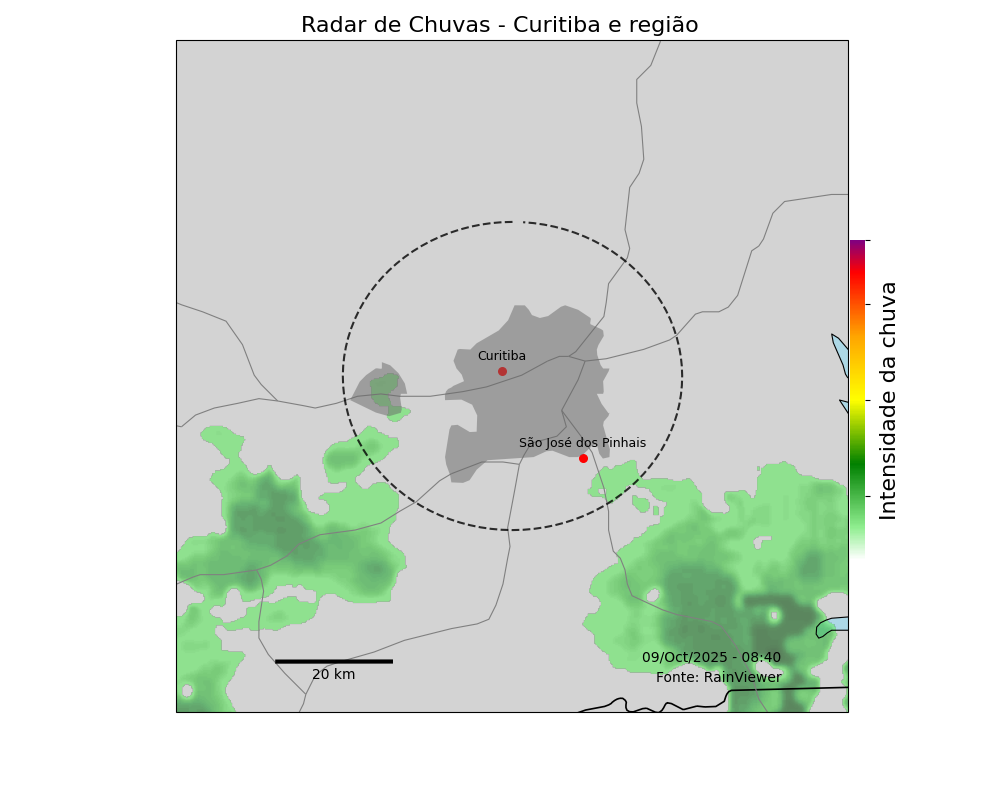 Radar de Chuvas - Curitiba e região
Curitiba
São José dos Pinhais
Intensidade da chuva
09/Oct/2025 - 08:40
Fonte: RainViewer
20 km